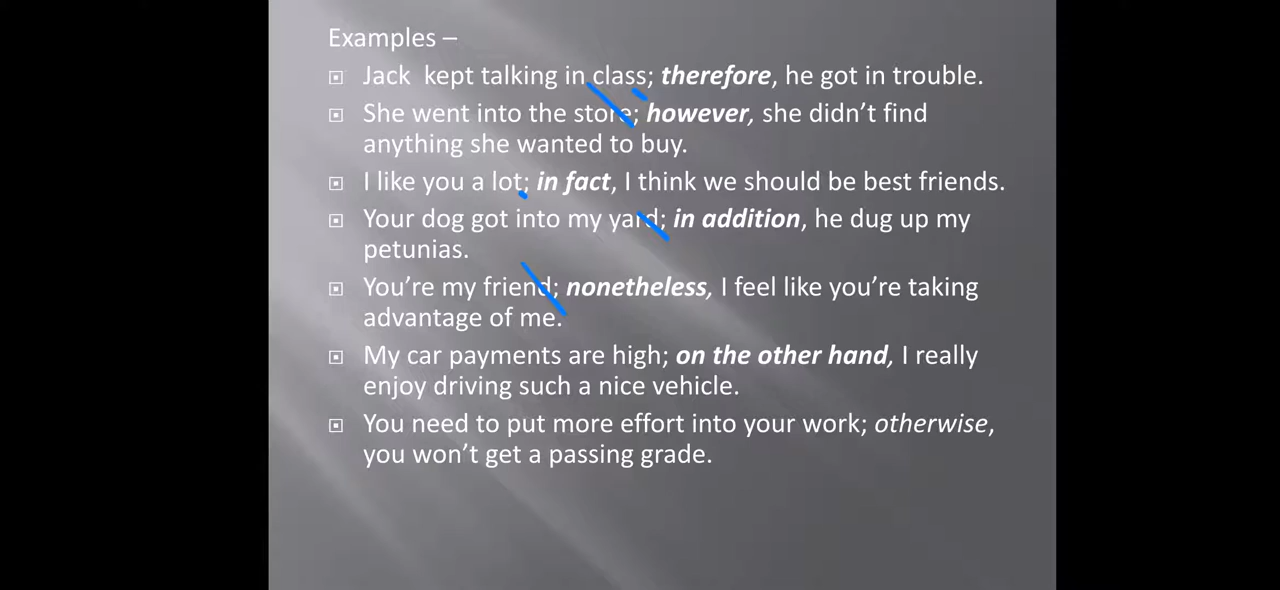 Examples –
Jack kept talking in class; therefore, he got in trouble.
She went into the store; however, she didn't find
anything she wanted to buy.
I like you a lot; in fact, I think we should be best friends.
Your dog got into my yard; in addition, he dug up my
petunias.
You're my friend; nonetheless, I feel like you're taking
advantage of me.
My car payments are high; on the other hand, I really
enjoy driving such a nice vehicle.
You need to put more effort into your work; otherwise,
you won't get a passing grade.